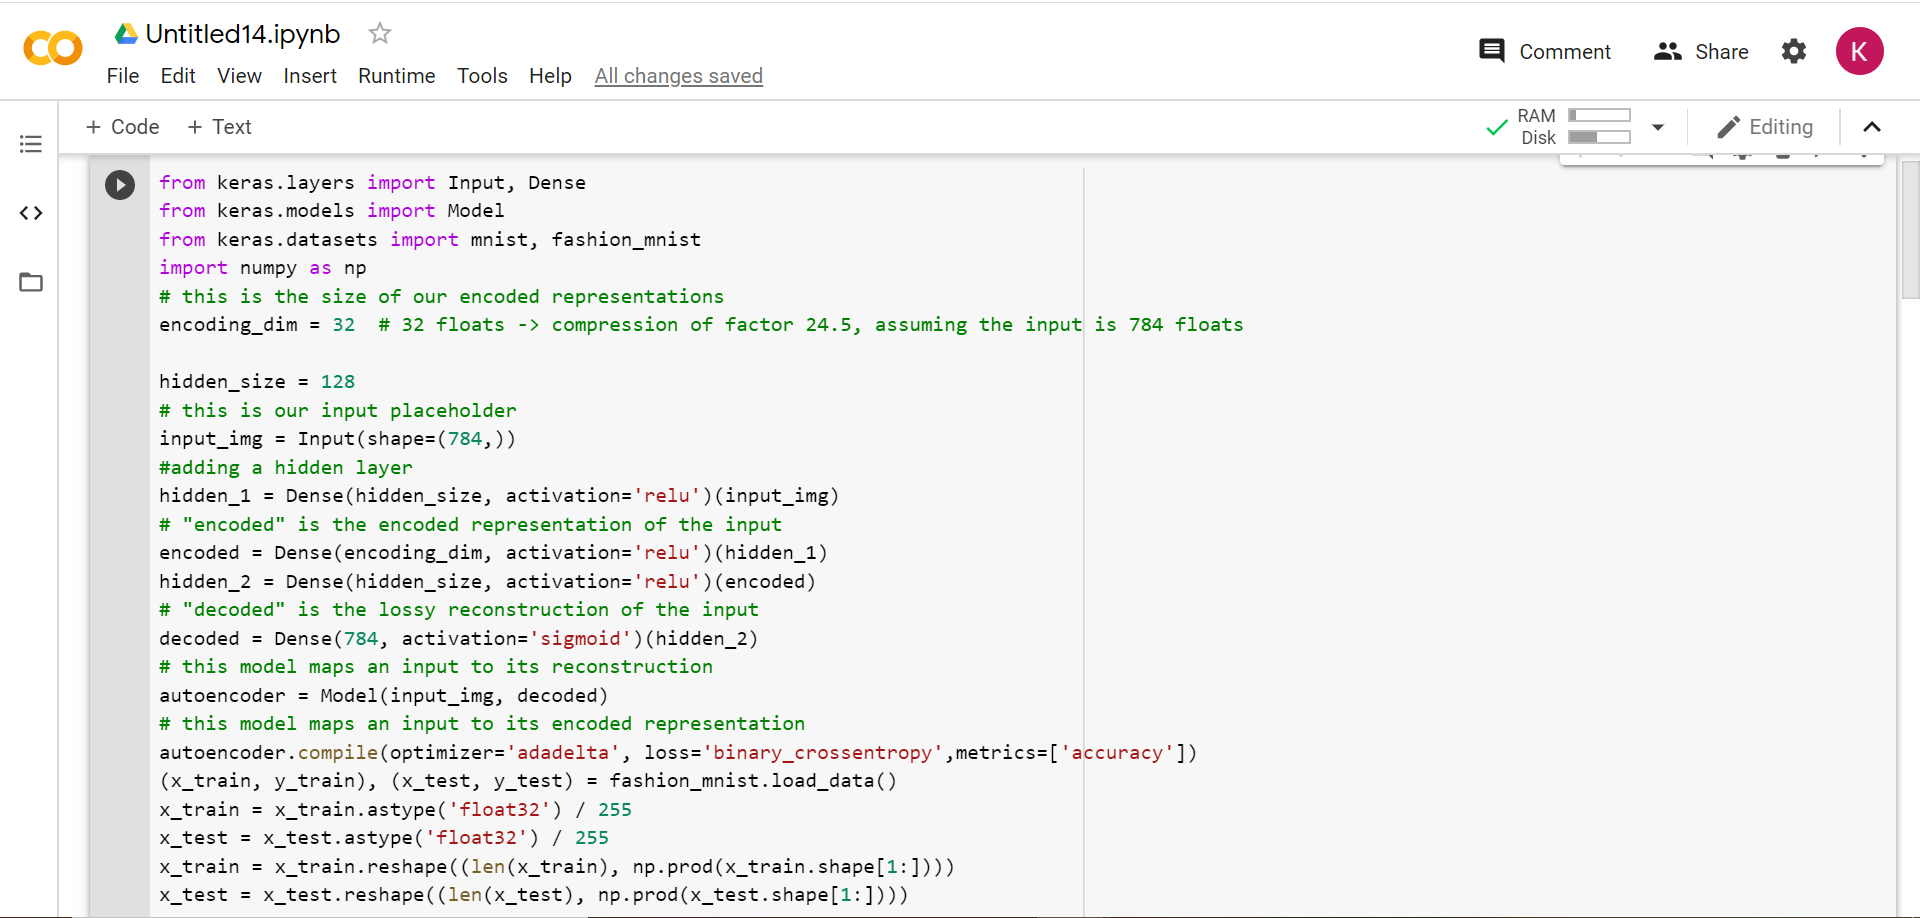 Untitled14.ipynb
File Edit View Insert Runtime Tools Help All changes saved
Comment Share K
+ Code + Text
RAM
Disk
Editing
from keras.layers import Input, Dense
from keras.models import Model
from keras.datasets import mnist, fashion_mnist
import numpy as np
# this is the size of our encoded representations
encoding_dim = 32  # 32 floats -> compression of factor 24.5, assuming the input is 784 floats
hidden_size = 128
# this is our input placeholder
input_img = Input(shape=(784,))
#adding a hidden layer
hidden_1 = Dense(hidden_size, activation='relu')(input_img)
# "encoded" is the encoded representation of the input
encoded = Dense(encoding_dim, activation='relu')(hidden_1)
hidden_2 = Dense(hidden_size, activation='relu')(encoded)
# "decoded" is the lossy reconstruction of the input
decoded = Dense(784, activation='sigmoid')(hidden_2)
# this model maps an input to its reconstruction
autoencoder = Model(input_img, decoded)
# this model maps an input to its encoded representation
autoencoder.compile(optimizer='adadelta', loss='binary_crossentropy',metrics=['accuracy'])
(x_train, y_train), (x_test, y_test) = fashion_mnist.load_data()
x_train = x_train.astype('float32') / 255
x_test = x_test.astype('float32') / 255
x_train = x_train.reshape((len(x_train), np.prod(x_train.shape[1:])))
x_test = x_test.reshape((len(x_test), np.prod(x_test.shape[1:])))